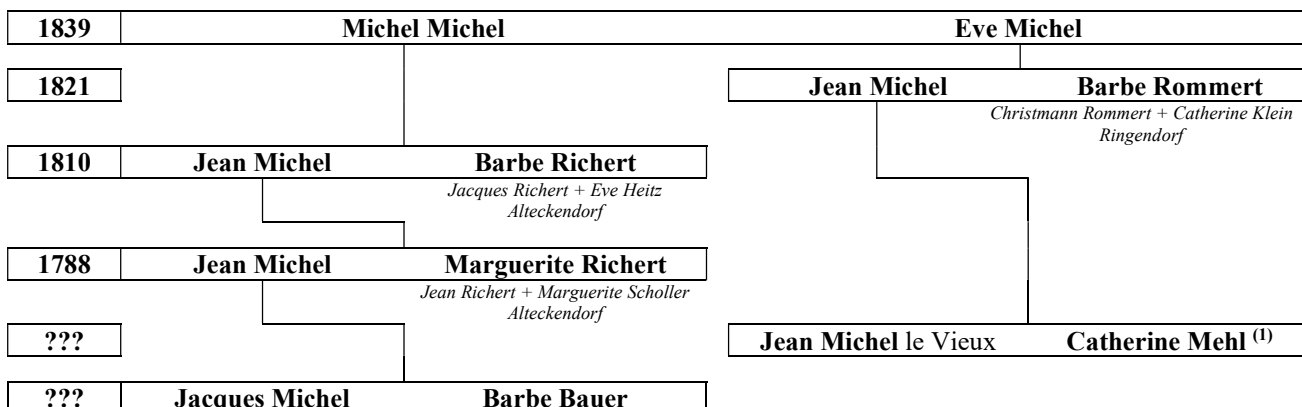 1839 Michel Michel Eve Michel
1821 Jean Michel Barbe Rommert
Christmann Rommert + Catherine Klein
Ringendorf
1810 Jean Michel Barbe Richert
Jacques Richert + Eve Heitz
Alteckendorf
1788 Jean Michel Marguerite Richert
Jean Richert + Marguerite Scholler
Alteckendorf
??? Jean Michel le Vieux Catherine Mehl (1)
??? Jacques Michel Barbe Bauer